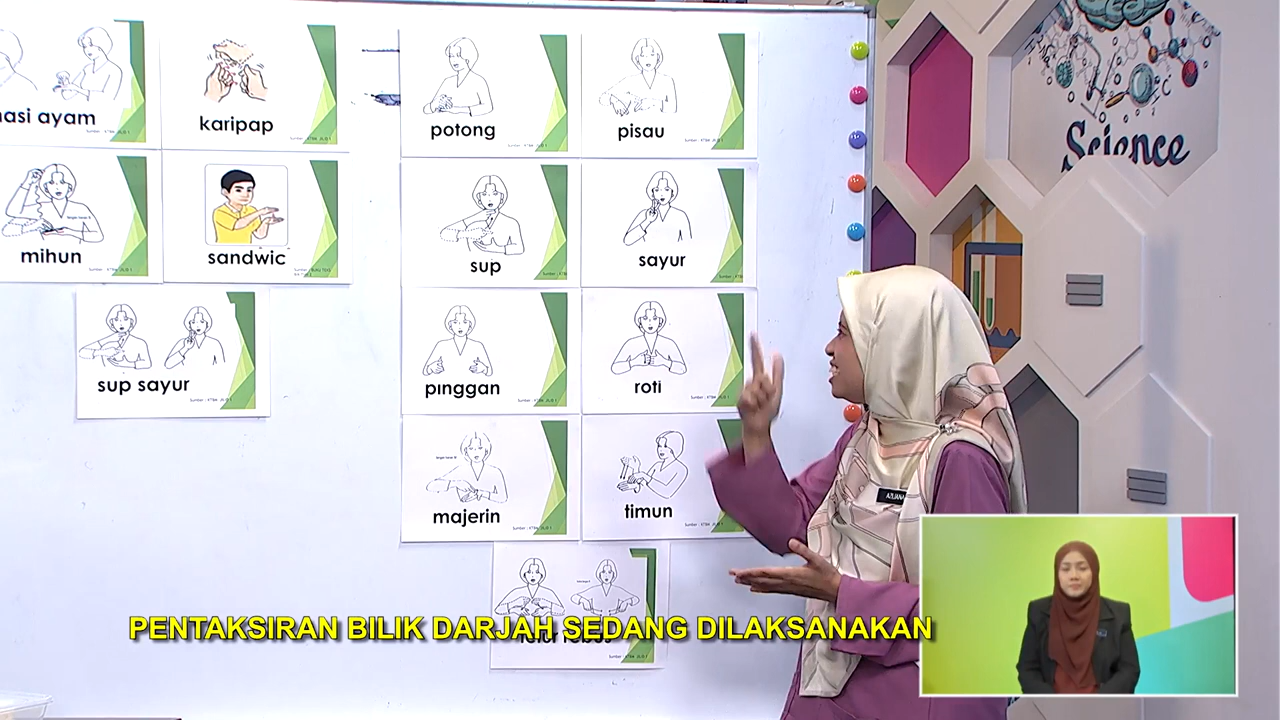 nasi ayam
karipap
potong
pisau
Science
mihun
sandwic
sup
sayur
sup sayur
pinggan
roti
majerin
timun
AZLIANA
PENTAKSIRAN BILIK DARJAH SEDANG DILAKSANAKAN